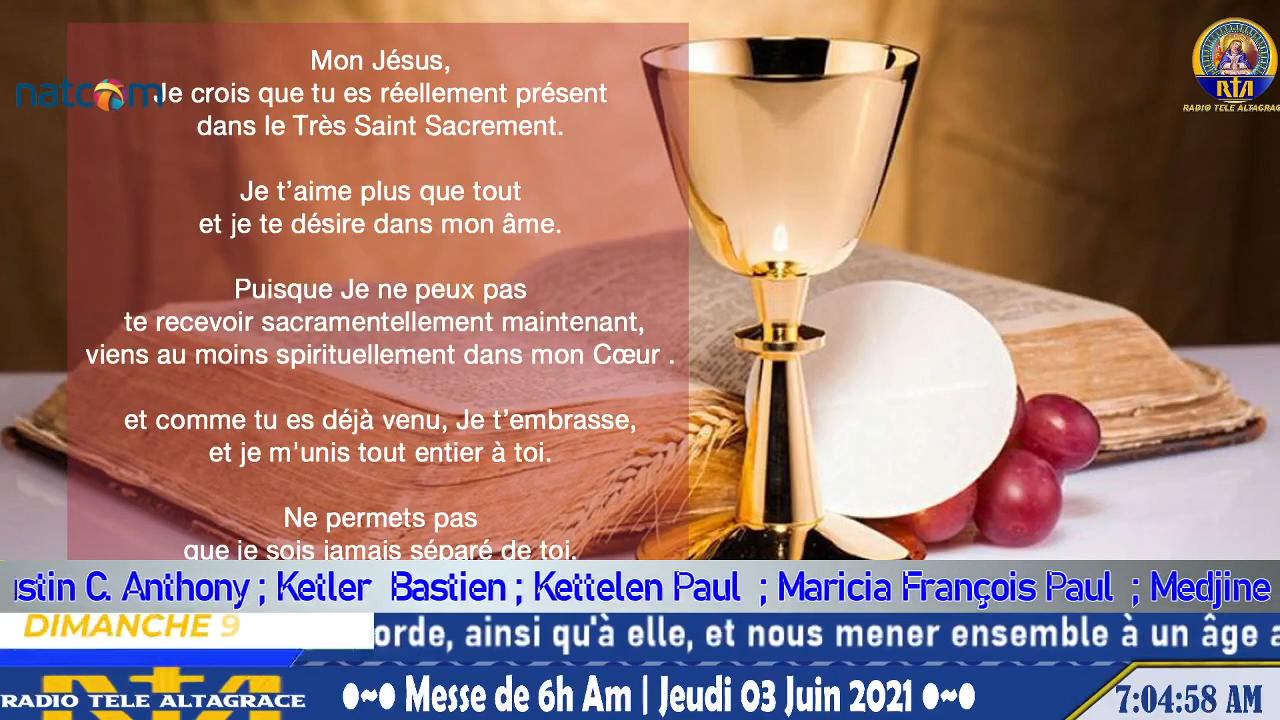 Mon Jésus,
natcom
Je crois que tu es réellement présent
dans le Très Saint Sacrement.
Je t’aime plus que tout
et je te désire dans mon âme.
Puisque Je ne peux pas
te recevoir sacramentellement maintenant,
viens au moins spirituellement dans mon Cœur .
et comme tu es déjà venu, Je t’embrasse,
et je m'unis tout entier à toi.
Ne permets pas
que je sois jamais séparé de toi.
RTA
RADIO TELE ALTAGRACE
stin C. Anthony ; Ketler Bastien ; Kettelen Paul ; Maricia François Paul ; Medjine
DIMANCHE 9
orde, ainsi qu'à elle, et nous mener ensemble à un âge a
RTA
RADIO TELE ALTAGRACE
Messe de 6h Am | Jeudi 03 Juin 2021
7:04:58 AM